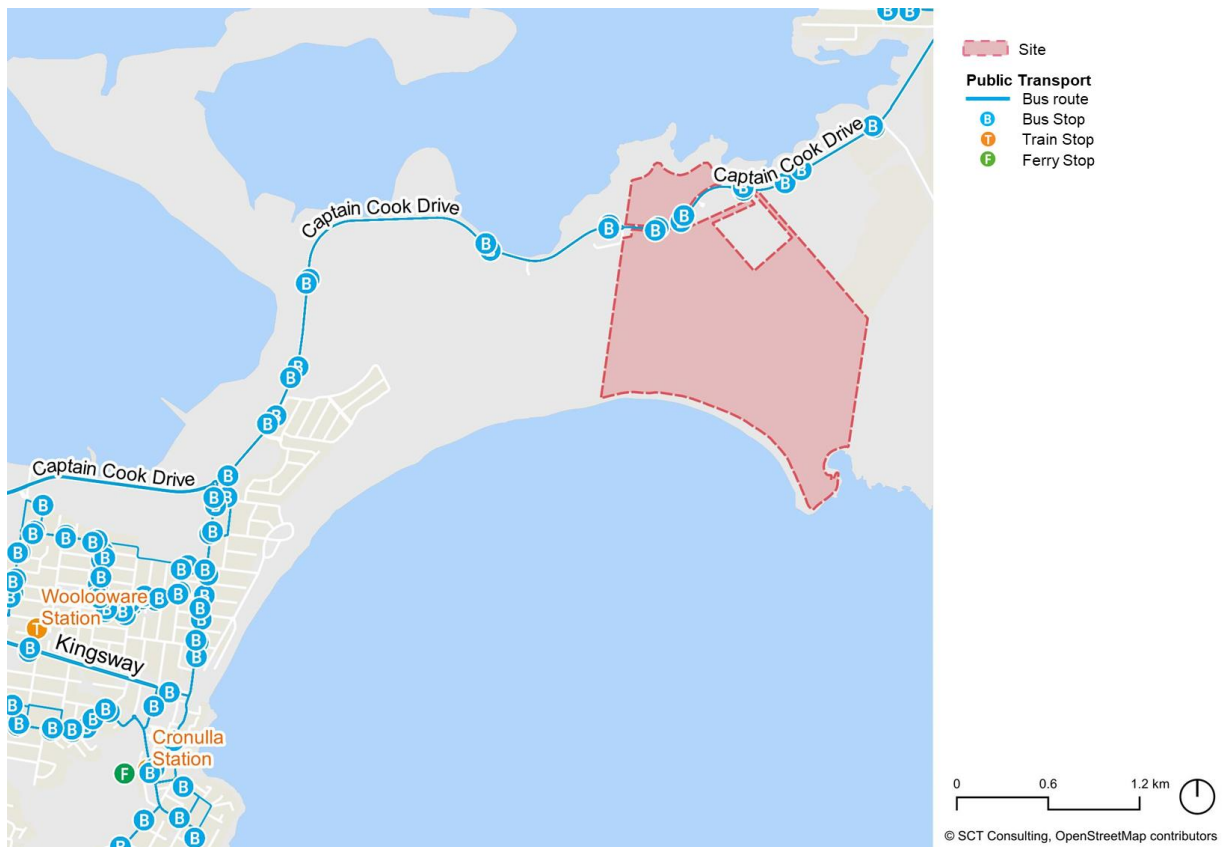 Captain Cook Drive
Captain Cook Drive
Captain Cook Drive
Woolooware
Station
Kingsway
Cronulla
Station
T
F
B
Site
Public Transport
Bus route
B Bus Stop
T Train Stop
F Ferry Stop
0 0.6 1.2 km
© SCT Consulting, OpenStreetMap contributors